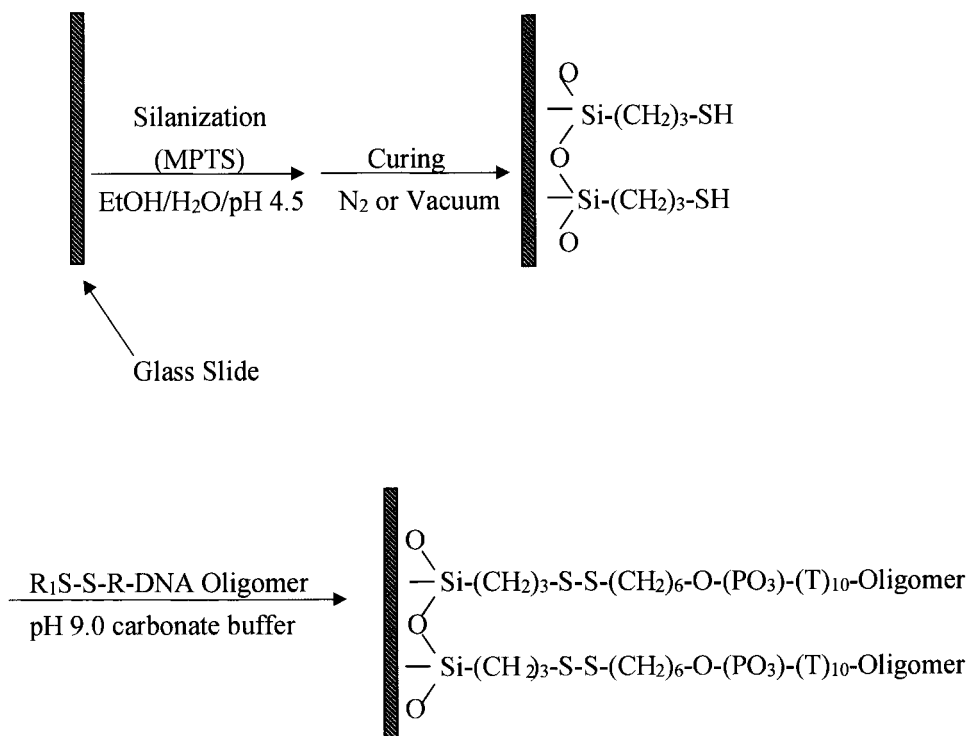 Silanization
(MPTS)
EtOH/H2O/pH 4.5
Curing
N2 or Vacuum
O
Si-(CH2)3-SH
O
Si-(CH2)3-SH
O
Glass Slide
R1S-S-R-DNA Oligomer
pH 9.0 carbonate buffer
O
Si-(CH2)3-S-S-(CH2)6-O-(PO3)-(T)10-Oligomer
O
Si-(CH2)3-S-S-(CH2)6-O-(PO3)-(T)10-Oligomer
O